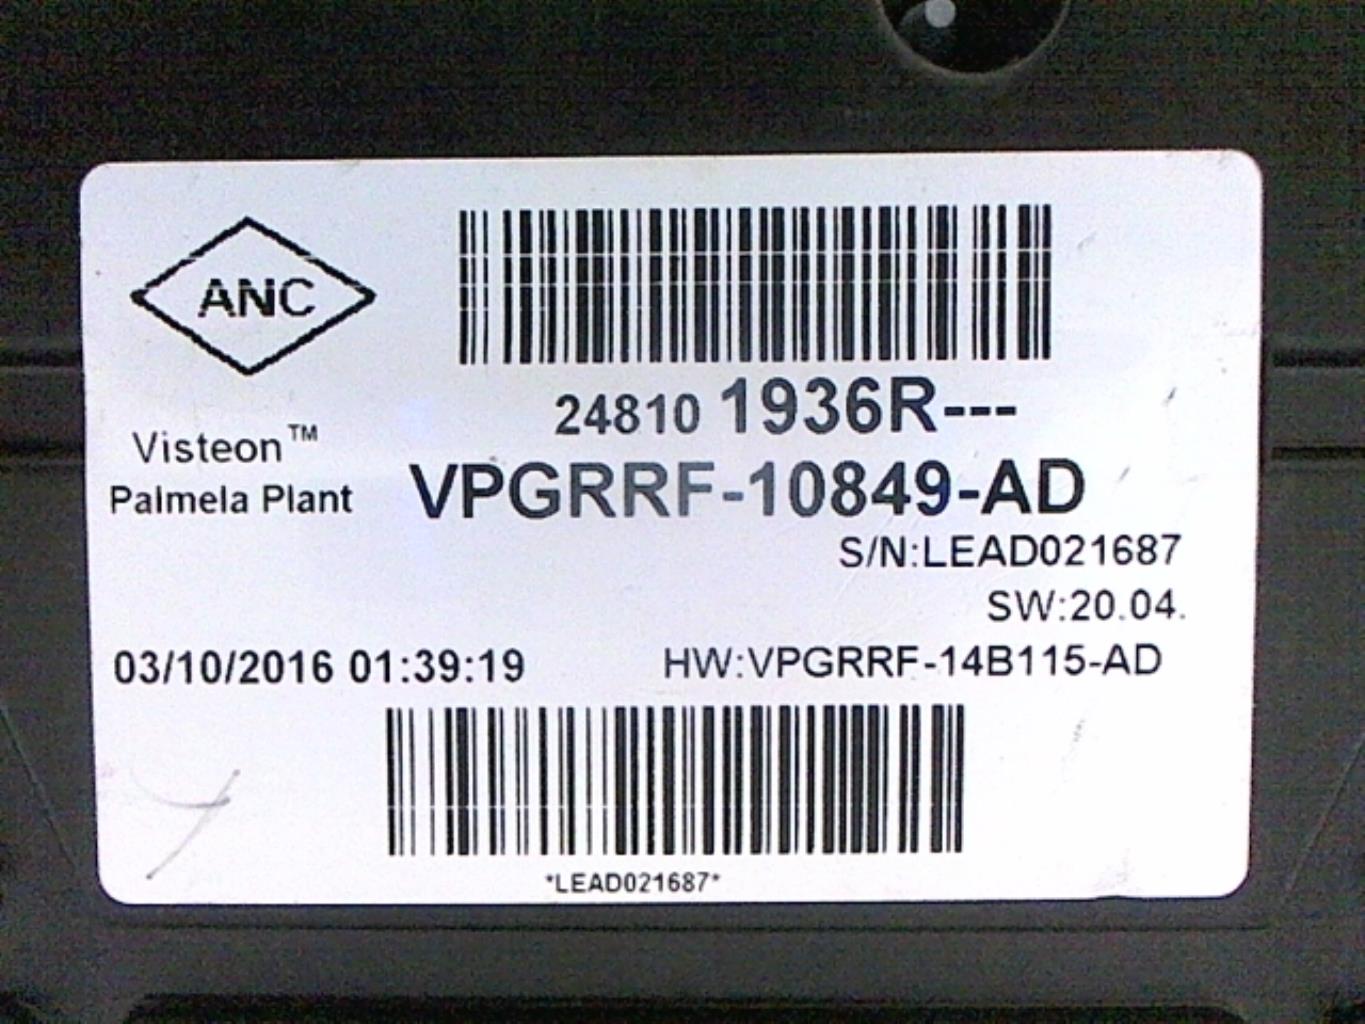 ANC
24810 1936R---
Visteon™
Palmela Plant
VPGRRF-10849-AD
S/N:LEAD021687
SW:20.04.
03/10/2016 01:39:19
HW:VPGRRF-14B115-AD
*LEAD021687*